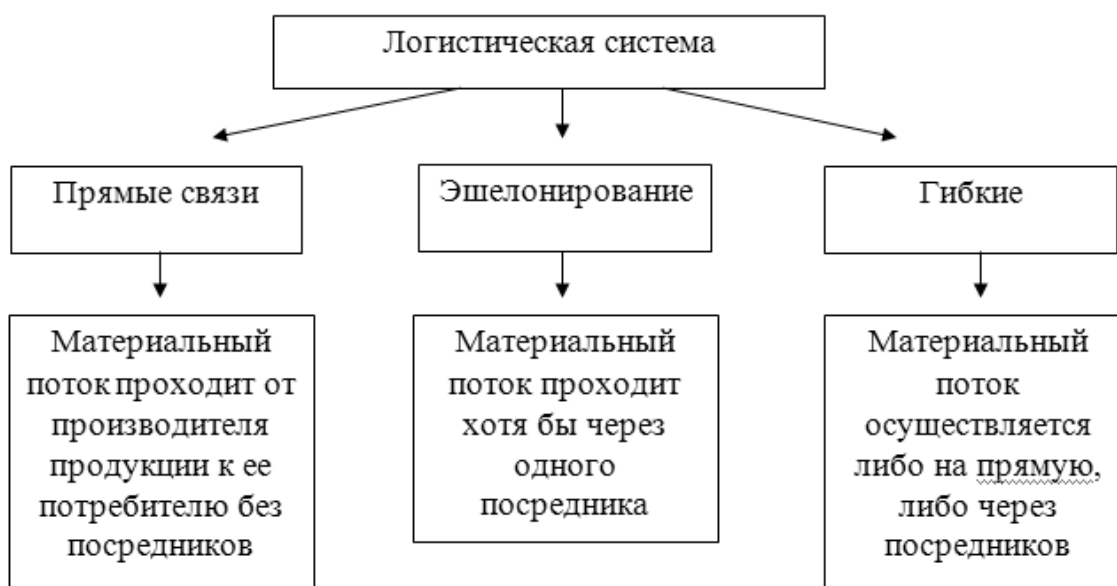 Логистическая система
Прямые связи
Эшелонирование
Гибкие
Материальный
поток проходит от
производителя
продукции к ее
потребителю без
посредников
Материальный
поток проходит
хотя бы через
одного
посредника
Материальный
поток
осуществляется
либо на прямую,
либо через
посредников